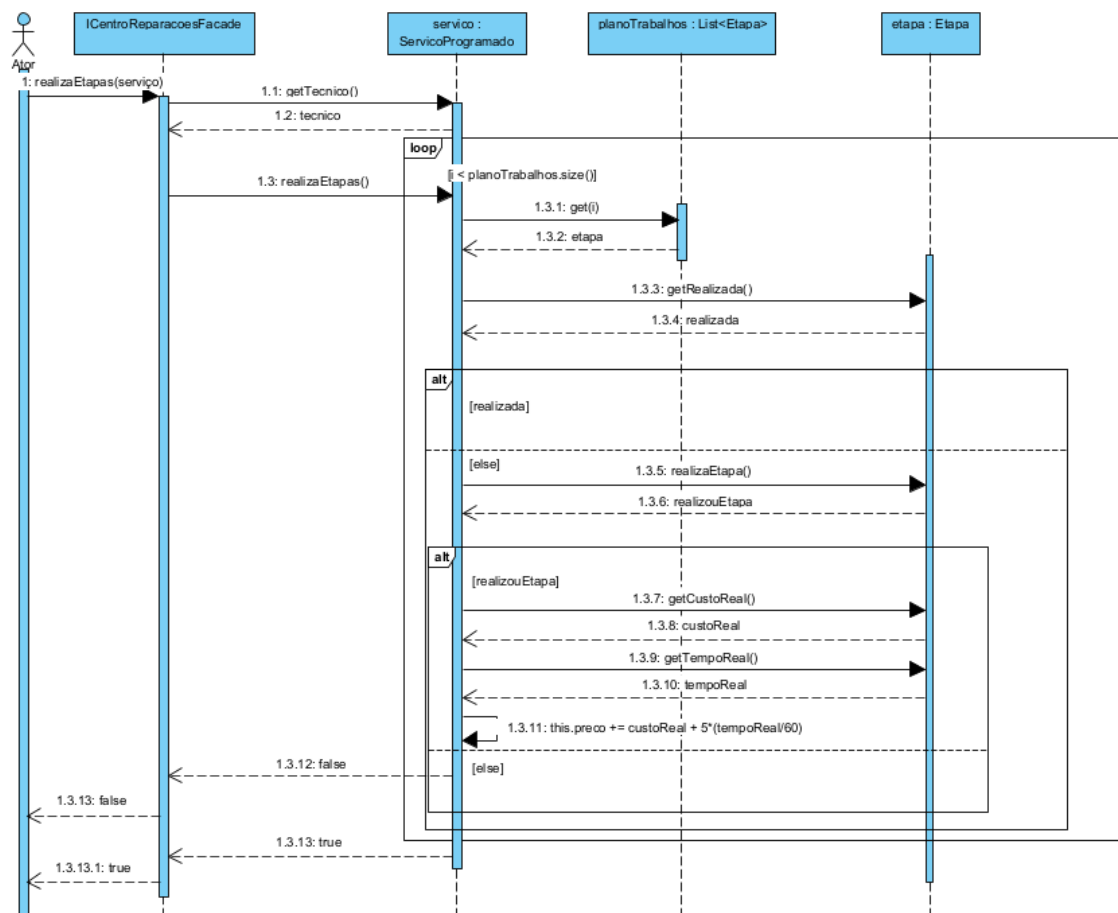 ICentroReparacoesFacade
servico :
ServicoProgramado
planoTrabalhos : List<Etapa>
etapa : Etapa
Ator
1: realizaEtapas(serviço)
1.1: getTecnico()
1.2: tecnico
loop
[i < planoTrabalhos.size()]
1.3: realizaEtapas()
1.3.1: get(i)
1.3.2: etapa
1.3.3: getRealizada()
1.3.4: realizada
alt
[realizada]
[else]
1.3.5: realizaEtapa()
1.3.6: realizouEtapa
alt
[realizouEtapa]
1.3.7: getCustoReal()
1.3.8: custoReal
1.3.9: getTempoReal()
1.3.10: tempoReal
1.3.11: this.preco += custoReal + 5*(tempoReal/60)
1.3.12: false
[else]
1.3.13: false
1.3.13: true
1.3.13.1: true